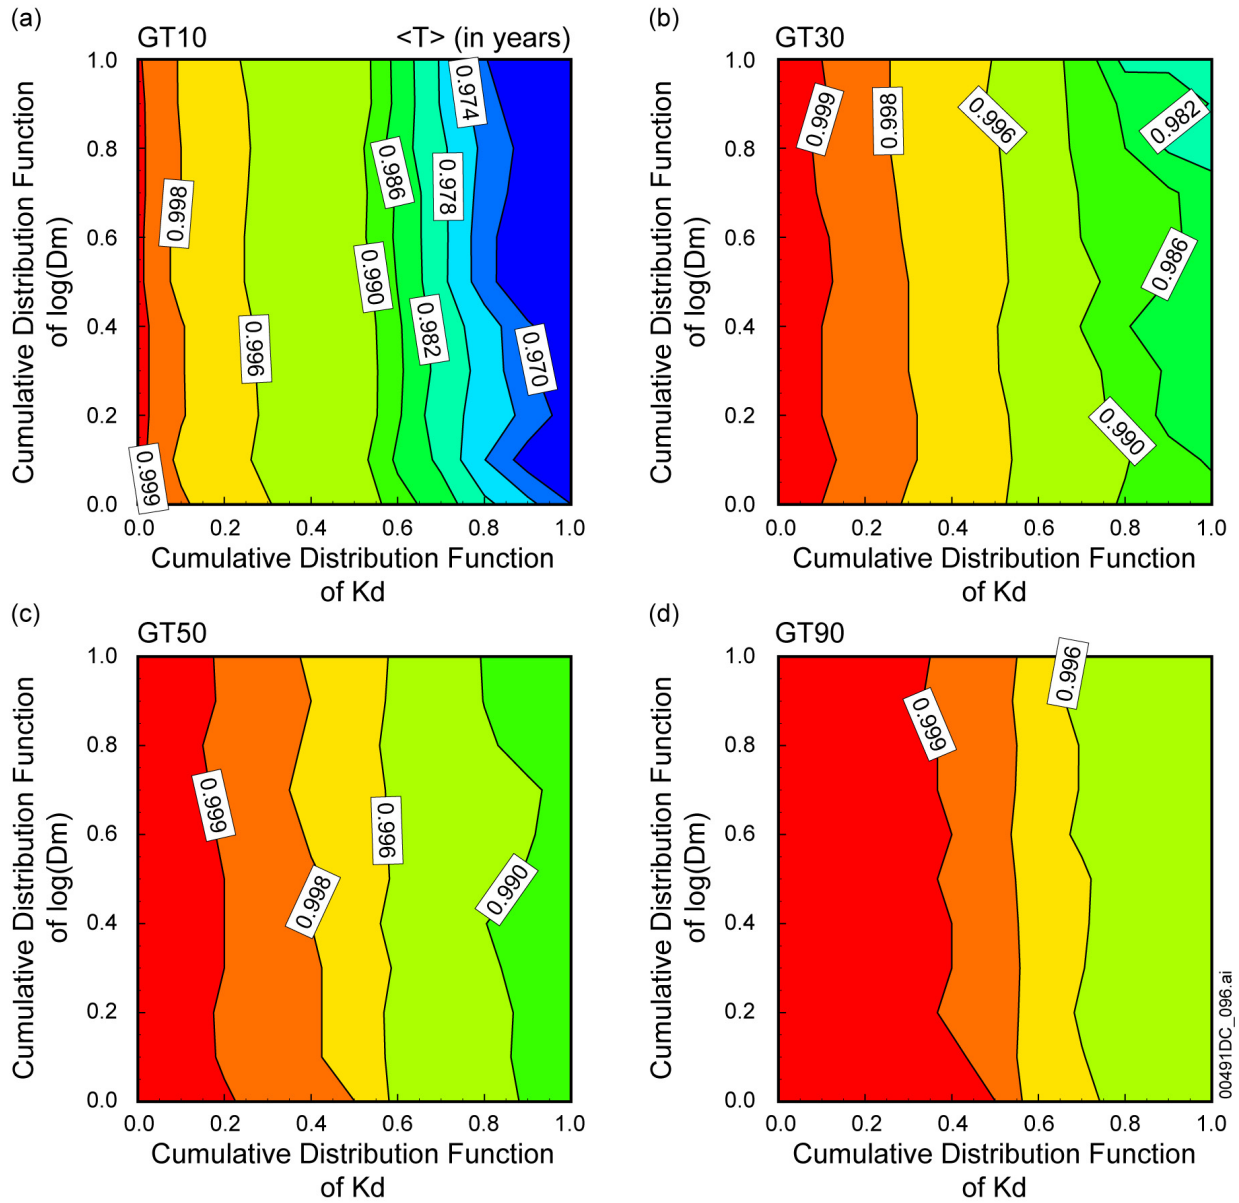 (a)
GT10 <T> (in years)
1.0
0.8
0.6
0.4
0.2
0.0
Cumulative Distribution Function
of log(Dm)
0.999
0.998
0.996
0.990
0.986
0.982
0.978
0.974
0.970
0.0 0.2 0.4 0.6 0.8 1.0
Cumulative Distribution Function
of Kd
(b)
GT30
1.0
0.8
0.6
0.4
0.2
0.0
Cumulative Distribution Function
of log(Dm)
0.999
0.998
0.996
0.990
0.986
0.982
0.0 0.2 0.4 0.6 0.8 1.0
Cumulative Distribution Function
of Kd
(c)
GT50
1.0
0.8
0.6
0.4
0.2
0.0
Cumulative Distribution Function
of log(Dm)
0.999
0.998
0.996
0.990
0.0 0.2 0.4 0.6 0.8 1.0
Cumulative Distribution Function
of Kd
(d)
GT90
1.0
0.8
0.6
0.4
0.2
0.0
Cumulative Distribution Function
of log(Dm)
0.999
0.996
0.0 0.2 0.4 0.6 0.8 1.0
Cumulative Distribution Function
of Kd
00491DC_096.ai